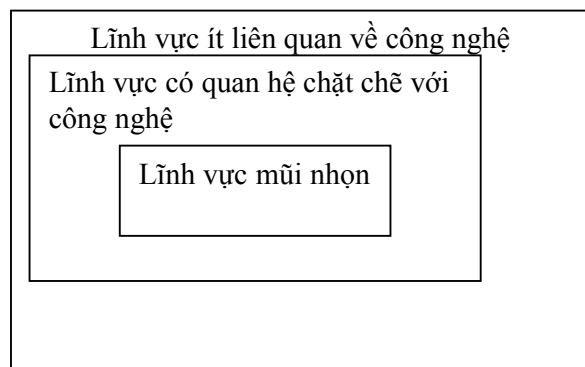 Lĩnh vực ít liên quan về công nghệ
Lĩnh vực có quan hệ chặt chẽ với
công nghệ
Lĩnh vực mũi nhọn